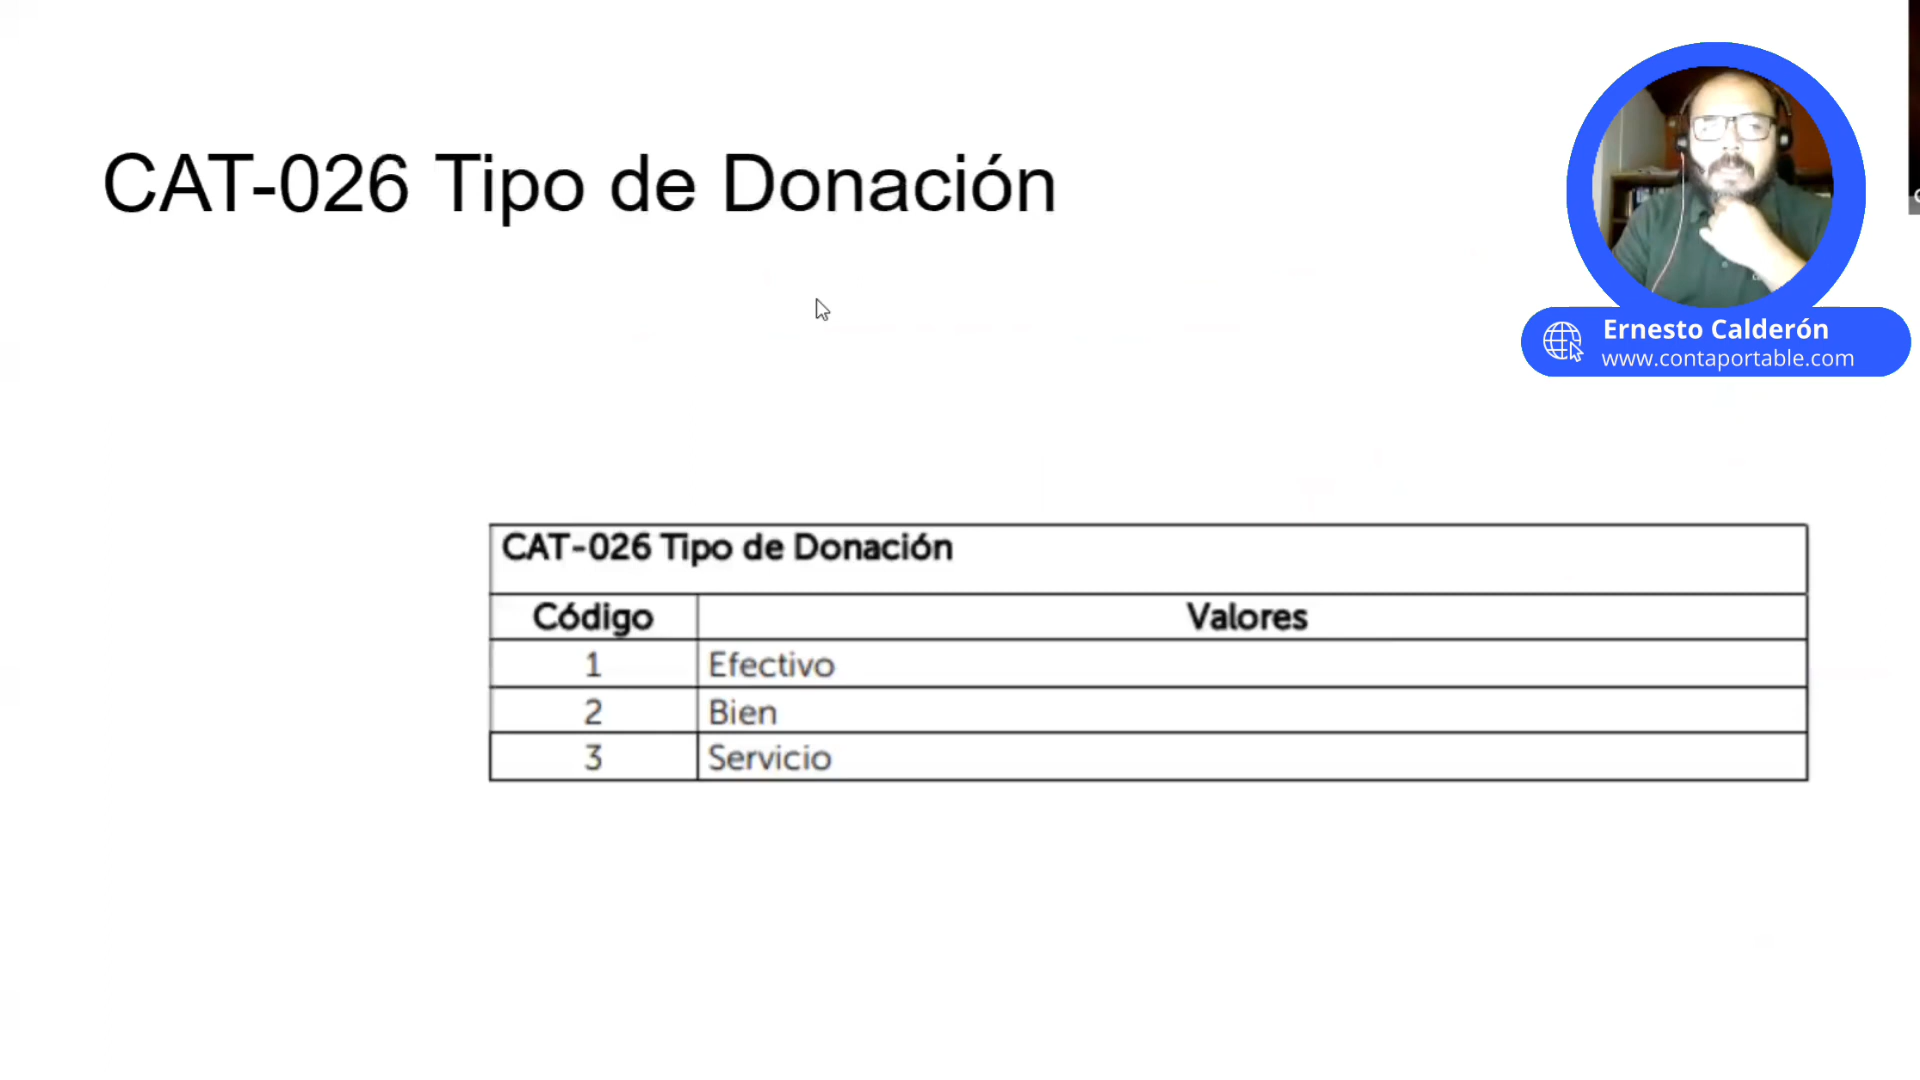 CAT-026 Tipo de Donación
Ernesto Calderón
www.contaportable.com
CAT-026 Tipo de Donación
Código Valores
1 Efectivo
2 Bien
3 Servicio